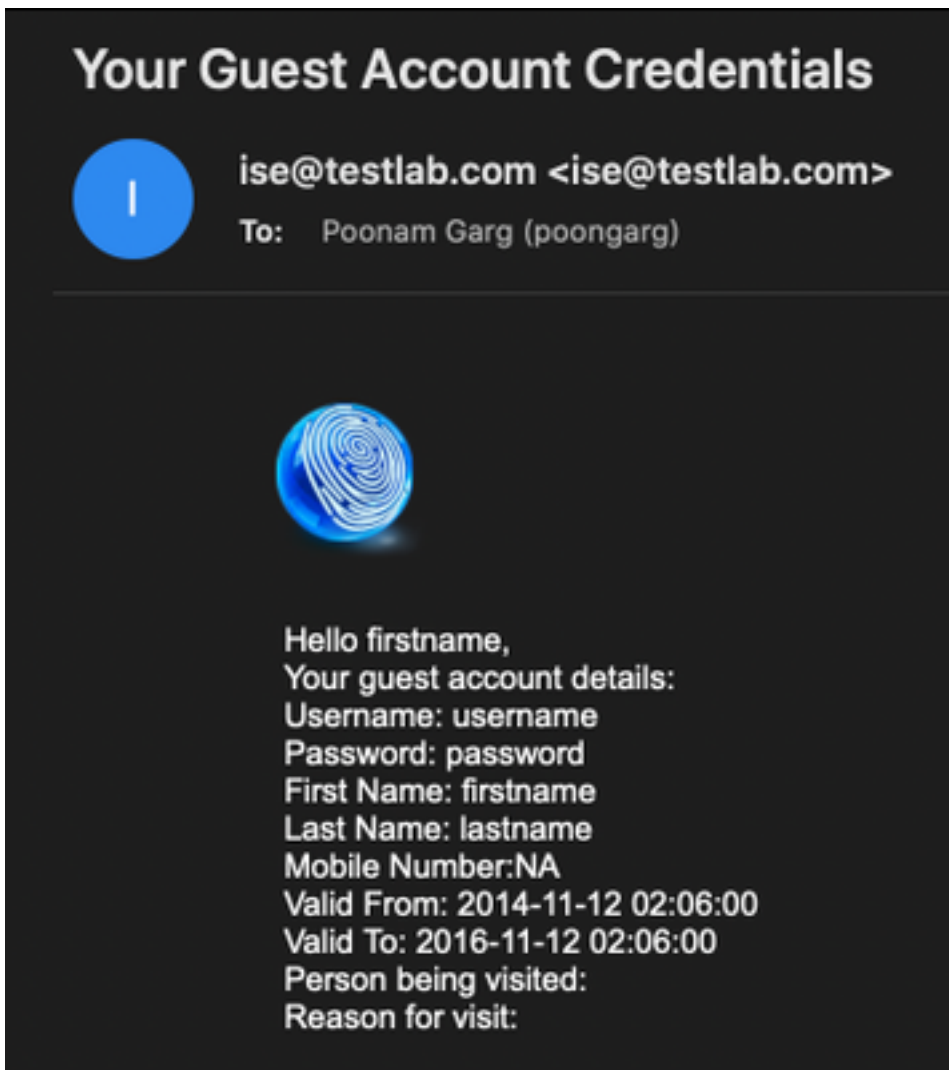 Your Guest Account Credentials
I
ise@testlab.com <ise@testlab.com>
To: Poonam Garg (poongarg)
Hello firstname,
Your guest account details:
Username: username
Password: password
First Name: firstname
Last Name: lastname
Mobile Number:NA
Valid From: 2014-11-12 02:06:00
Valid To: 2016-11-12 02:06:00
Person being visited:
Reason for visit: